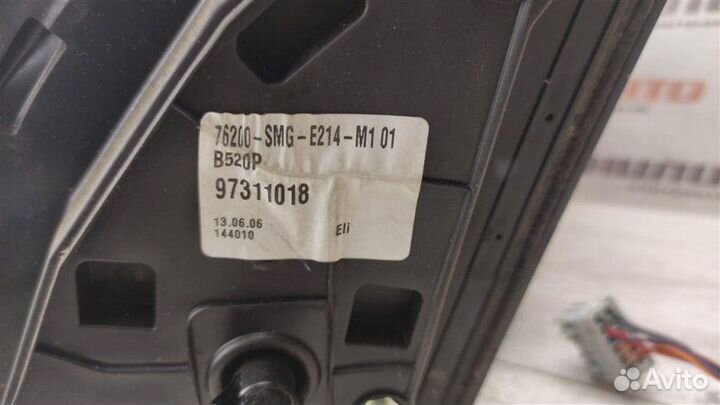 76200-SMG-E214-M1 01
B520P
97311018
13.06.06
144010
Eli
Avito